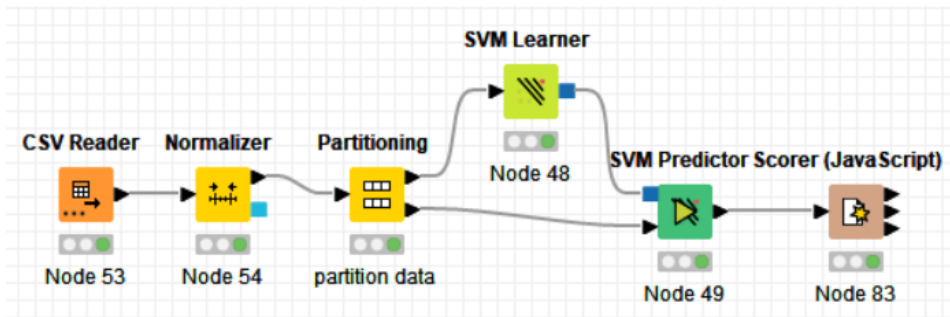 SVM Learner
CSV Reader Normalizer Partitioning
Node 48
SVM Predictor Scorer (JavaScript)
Node 53 Node 54 partition data
Node 49 Node 83